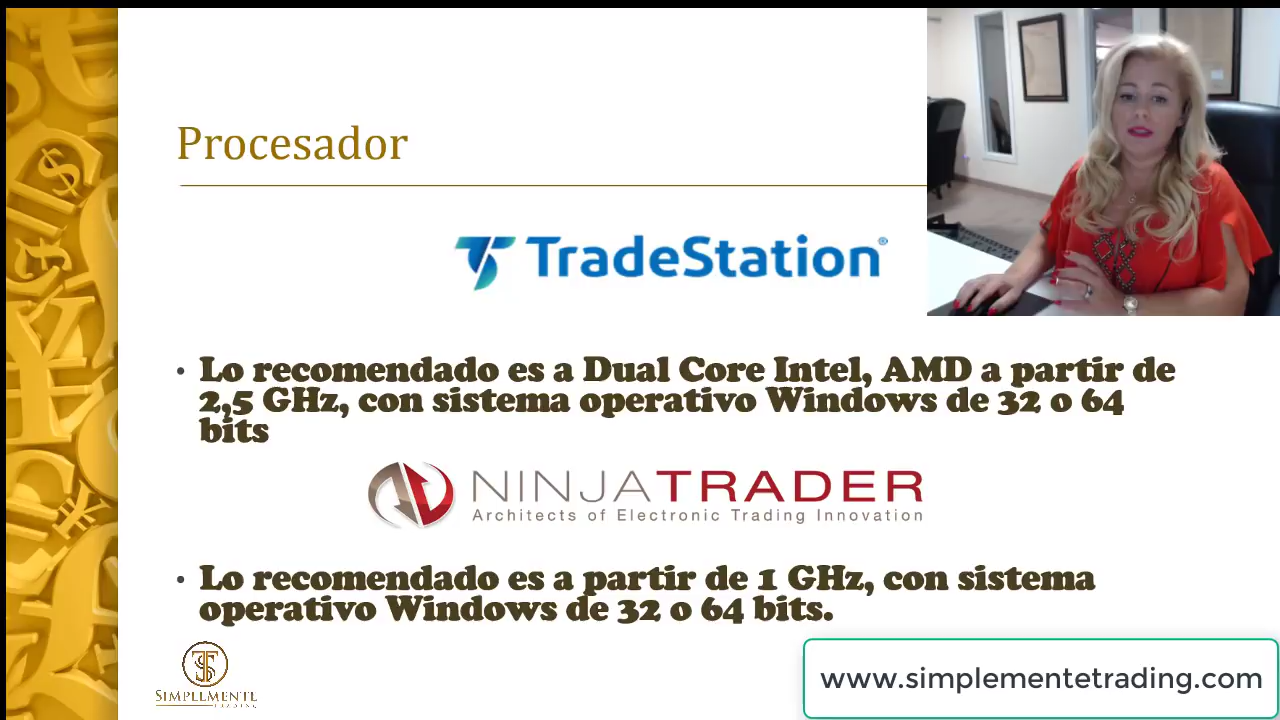 Procesador
TradeStation®
• Lo recomendado es a Dual Core Intel, AMD a partir de
2,5 GHz, con sistema operativo Windows de 32 o 64
bits
NINJATRADER
Architects of Electronic Trading Innovation
• Lo recomendado es a partir de 1 GHz, con sistema
operativo Windows de 32 o 64 bits.
SIMPLEMENTE
TRADING
www.simplementetrading.com